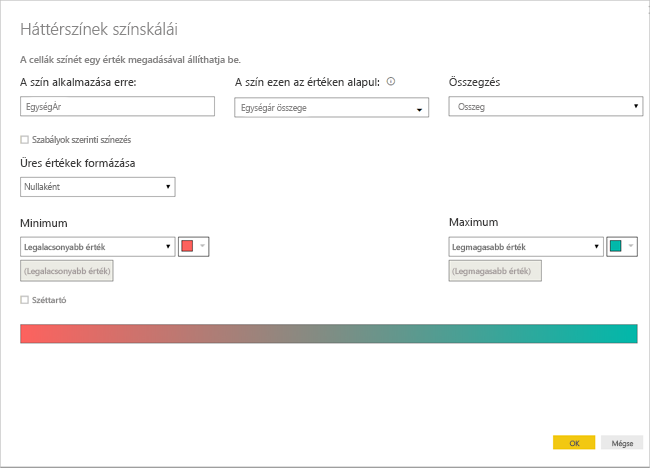 Háttérszínek színskálái
A cellák színét egy érték megadásával állíthatja be.
A szín alkalmazása erre: A szín ezen az értéken alapul: Összegzés
EgységÁr Egységár összege Összeg
Szabályok szerinti színezés
Üres értékek formázása
Nullaként
Minimum Maximum
Legalacsonyabb érték Legmagasabb érték
(Legalacsonyabb érték) (Legmagasabb érték)
Széttartó
OK Mégse